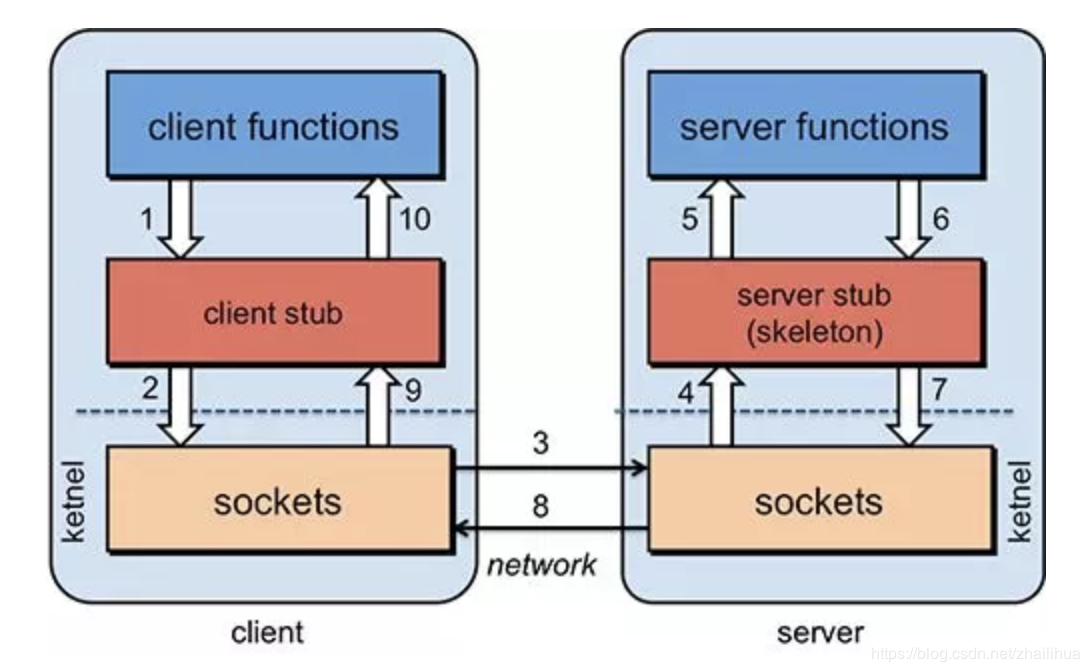 client functions
server functions
1
10
5
6
client stub
server stub
(skeleton)
2
9
4
7
3
ketnel
sockets
8
sockets
ketnel
network
client
server
https://blog.csdn.net/zhailihua